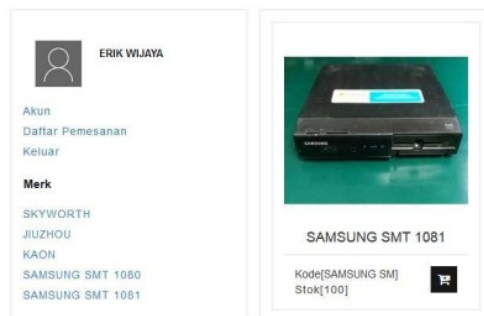 ERIK WIJAYA
Akun
Daftar Pemesanan
Keluar
Merk
SKYWORTH
JIUZHOU
KAON
SAMSUNG SMT 1080
SAMSUNG SMT 1081
SAMSUNG
SAMSUNG SMT 1081
Kode[SAMSUNG SM]
Stok[100]